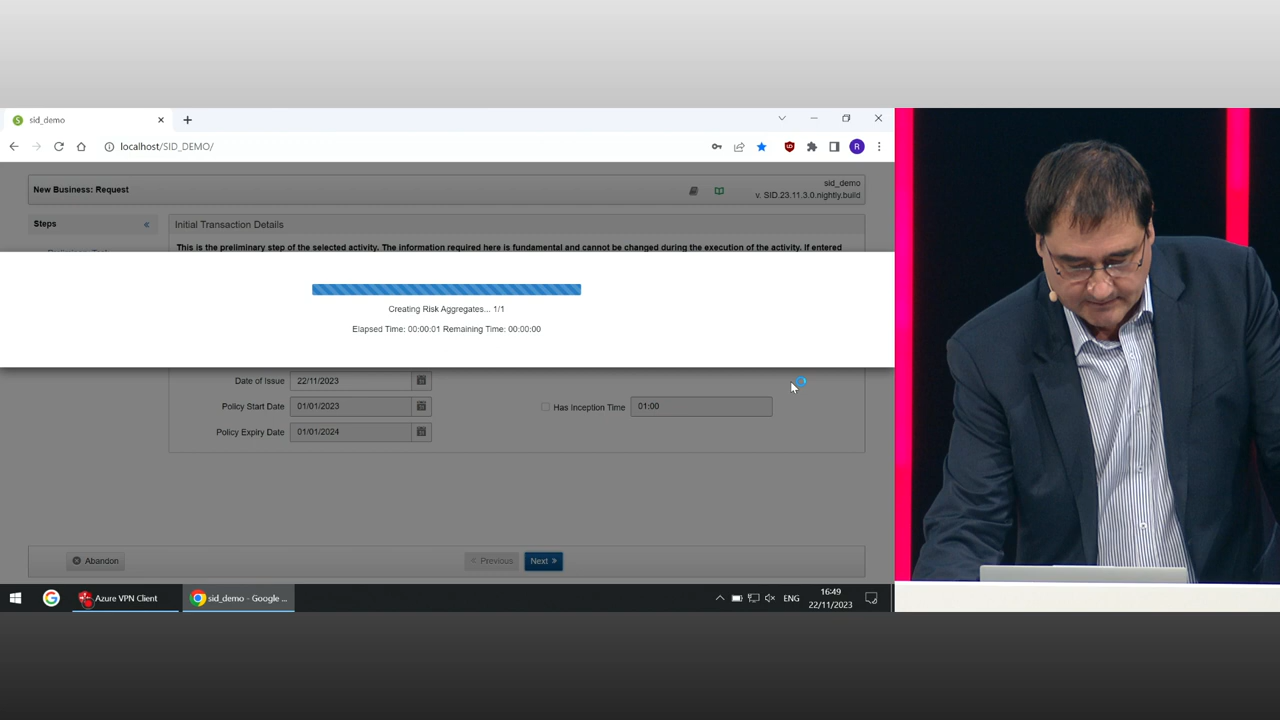 sid_demo
localhost/SID_DEMO/
R
New Business: Request
sid_demo
v. SID.23.11.3.0.nightly.build
Steps
Initial Transaction Details
This is the preliminary step of the selected activity. The information required here is fundamental and cannot be changed during the execution of the activity. If entered
Creating Risk Aggregates... 1/1
Elapsed Time: 00:00:01 Remaining Time: 00:00:00
Date of Issue 22/11/2023
Policy Start Date 01/01/2023 Has Inception Time 01:00
Policy Expiry Date 01/01/2024
Abandon < Previous Next »
Azure VPN Client sid_demo - Google ... ENG 16:49
22/11/2023